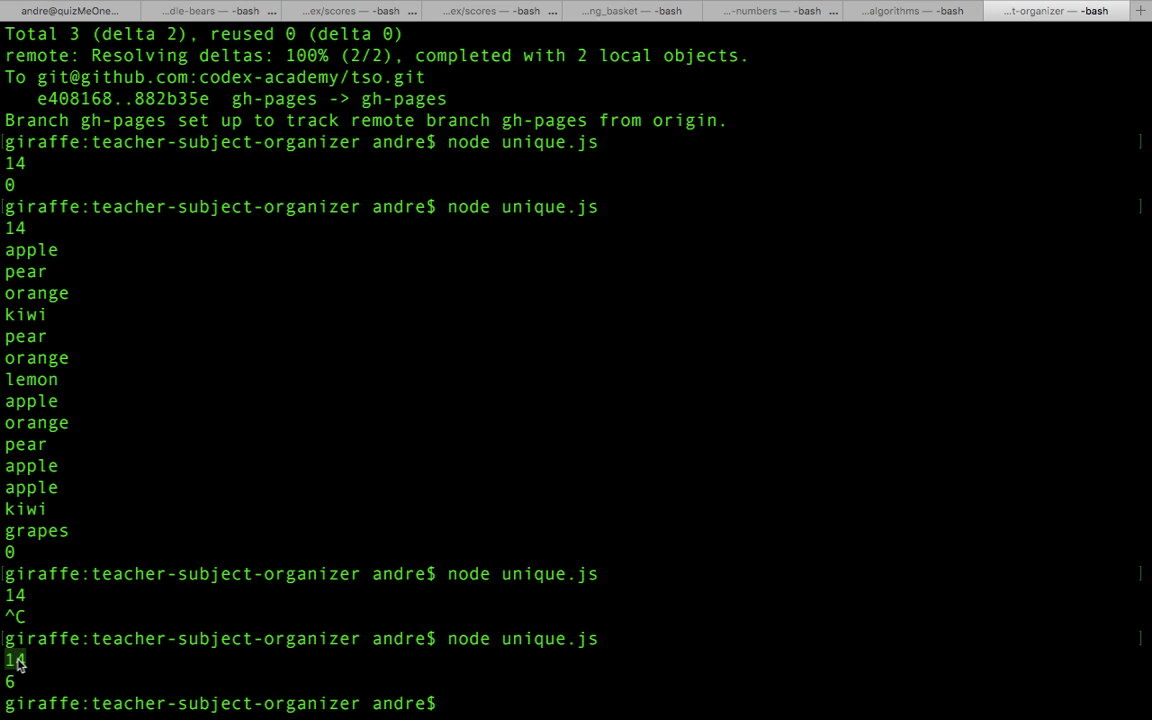 andre@quizMeOne... ...die-bears — -bash ... ...ex/scores — -bash ... ...ex/scores — -bash ... ...ng_basket — -bash ...-numbers — -bash ... ...algorithms — -bash ...t-organizer — -bash +
Total 3 (delta 2), reused 0 (delta 0)
remote: Resolving deltas: 100% (2/2), completed with 2 local objects.
To git@github.com:codex-academy/tso.git
e408168..882b35e gh-pages -> gh-pages
Branch gh-pages set up to track remote branch gh-pages from origin.
[giraffe:teacher-subject-organizer andre$ node unique.js ]
14
0
[giraffe:teacher-subject-organizer andre$ node unique.js ]
14
apple
pear
orange
kiwi
pear
orange
lemon
apple
orange
pear
apple
apple
kiwi
grapes
0
[giraffe:teacher-subject-organizer andre$ node unique.js ]
14
^C
[giraffe:teacher-subject-organizer andre$ node unique.js ]
14
6
giraffe:teacher-subject-organizer andre$